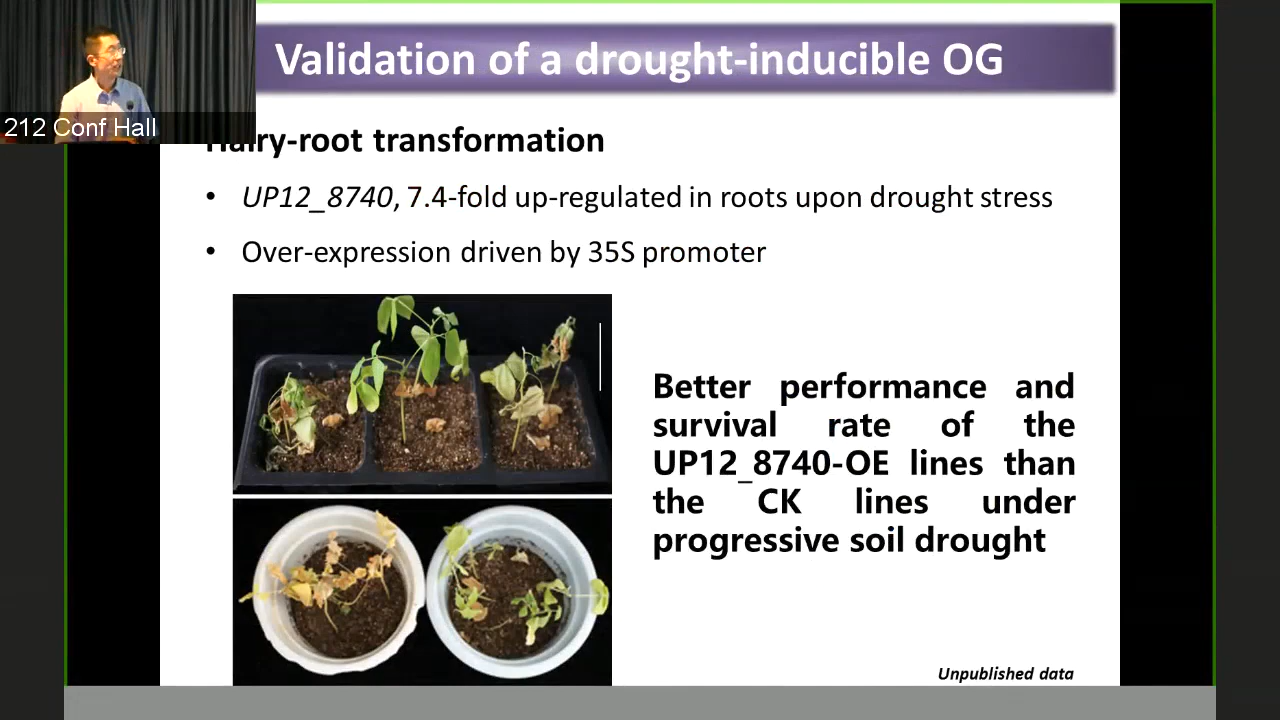 Validation of a drought-inducible OG
212 Conf Hall
Hairy-root transformation
• UP12_8740, 7.4-fold up-regulated in roots upon drought stress
• Over-expression driven by 35S promoter
Better performance and
survival rate of the
UP12_8740-OE lines than
the CK lines under
progressive soil drought
Unpublished data